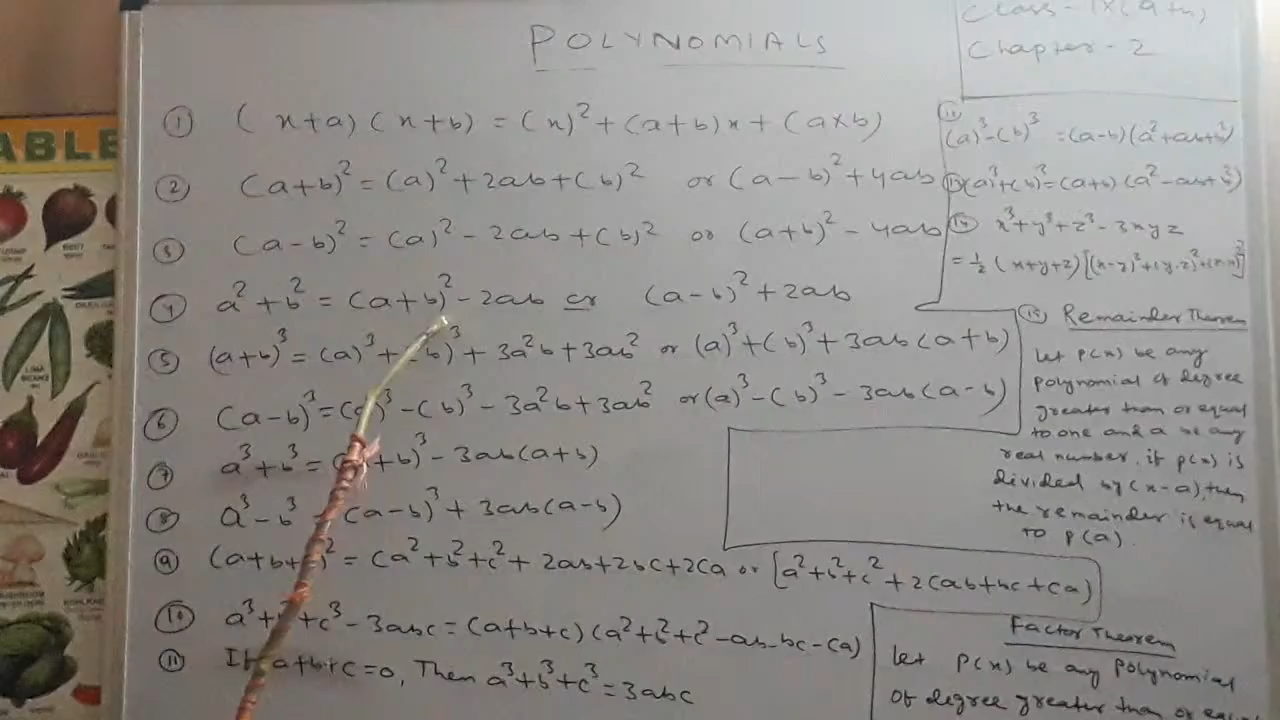 Class - IX (9th)
Chapter - 2
POLYNOMIALS
① (x+a)(x+b) = (x)² + (a+b)x + (a×b)
② (a+b)² = (a)² + 2ab + (b)² or (a-b)² + 4ab
③ (a-b)² = (a)² - 2ab + (b)² or (a+b)² - 4ab
④ a² + b² = (a+b)² - 2ab or (a-b)² + 2ab
⑤ (a+b)³ = (a)³ + b)³ + 3a²b + 3ab² or (a)³ + (b)³ + 3ab(a+b)
⑥ (a-b)³ = (a)³ - (b)³ - 3a²b + 3ab² or (a)³ - (b)³ - 3ab(a-b)
⑦ a³ + b³ = (a+b)³ - 3ab(a+b)
⑧ a³ - b³ = (a-b)³ + 3ab(a-b)
⑨ (a+b+ )² = (a² + b² + c² + 2ab + 2bc + 2ca or [a² + b² + c² + 2(ab+bc+ca)
⑩ a³ + b + c³ - 3abc = (a+b+c)(a² + b² + c² - ab - bc - ca)
⑪ If a+b+c = 0, Then a³ + b³ + c³ = 3abc
(a)³ - (b)³ = (a-b)(a² + ab + b²)
⑬ (a)³ + (b)³ = (a+b)(a² - ab + b²)
⑭ x³ + y³ + z³ - 3xyz
= ½ (x+y+z)[(x-y)² + (y-z)² + (z-x)²]
⑮ Remainder Theorem
Let p(x) be any
polynomial of degree
greater than or equal
to one and a be any
real number, if p(x) is
divided by (x-a), then
the remainder is equal
to p(a).
Factor Theorem
Let p(x) be any polynomial
of degree greater than or equal
ABLE
BEET
LIMA
BEANS